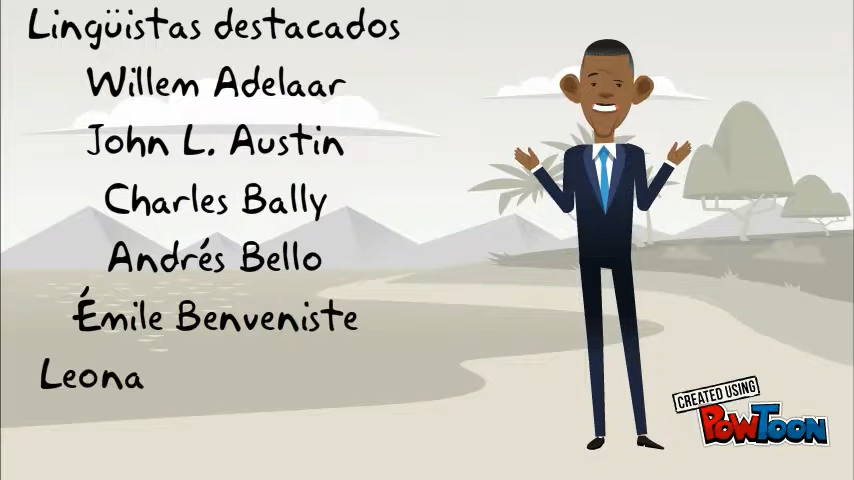 Lingüistas destacados
Willem Adelaar
John L. Austin
Charles Bally
Andrés Bello
Émile Benveniste
Leona
CREATED USING
POWTOON